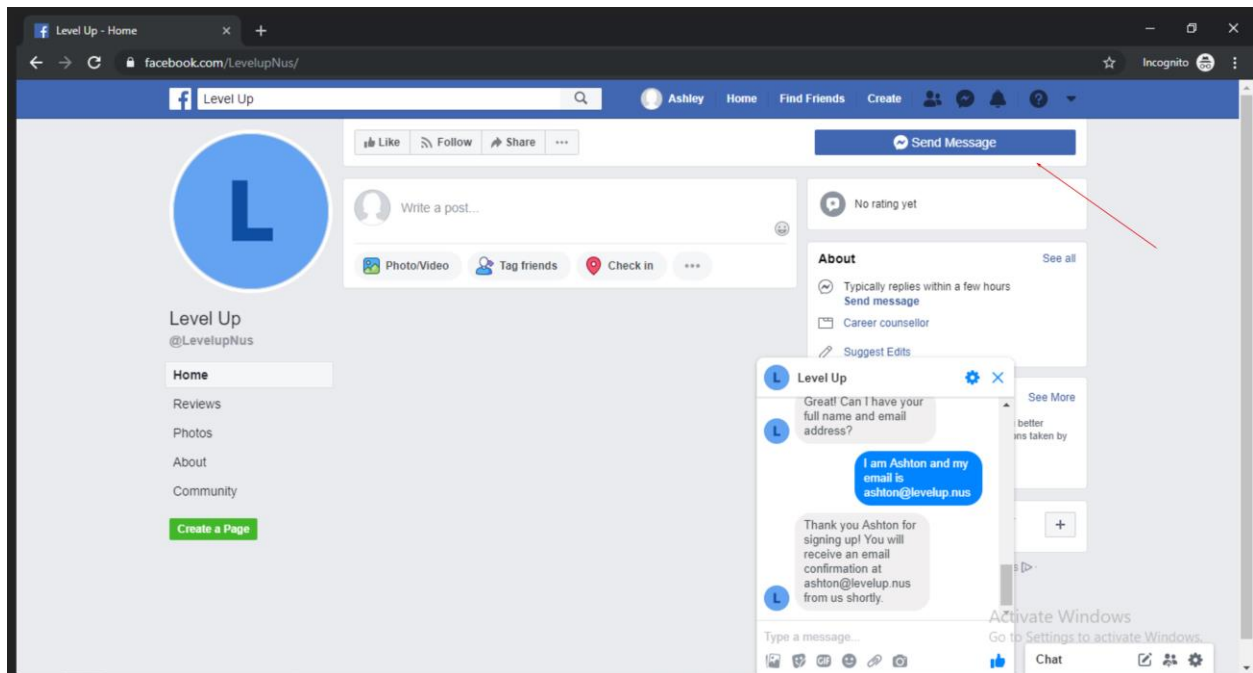 Level Up - Home
facebook.com/LevelupNus/
Incognito
Level Up
Ashley Home Find Friends Create
Like Follow Share
Send Message
L
Write a post...
No rating yet
Photo/Video Tag friends Check in
About See all
Typically replies within a few hours
Send message
Career counsellor
Suggest Edits
Level Up
@LevelupNus
Home
Reviews
Photos
About
Community
Create a Page
L Level Up
Great! Can I have your
full name and email
address?
L
I am Ashton and my
email is
ashton@levelup.nus
Thank you Ashton for
signing up! You will
receive an email
confirmation at
ashton@levelup.nus
from us shortly.
L
Type a message...
GIF
See More
better
taken by
Activate Windows
Go to Settings to activate Windows.
Chat